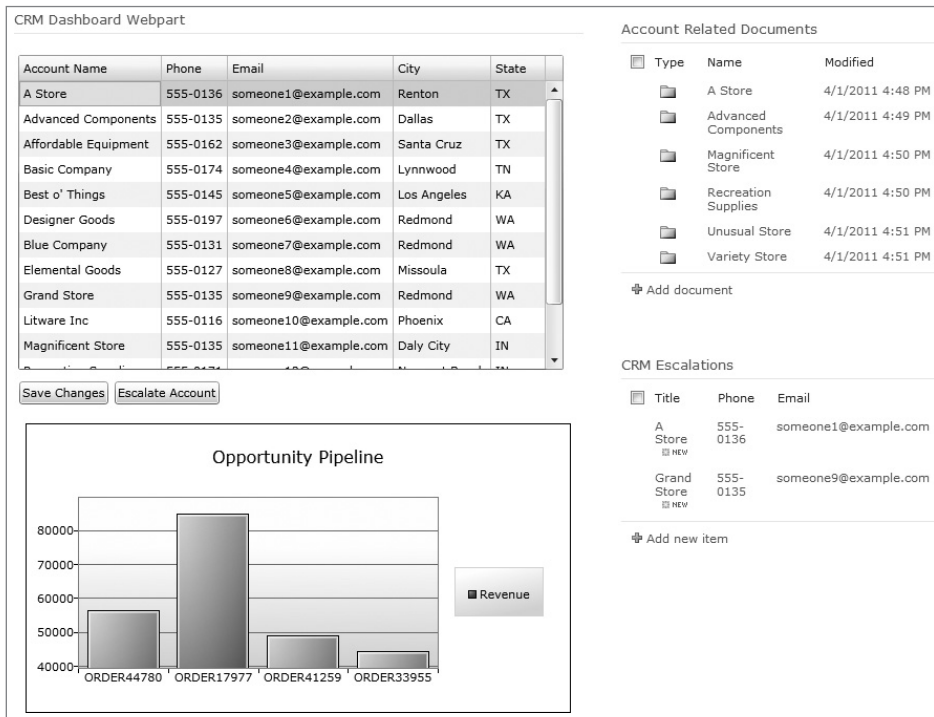 CRM Dashboard Webpart
Account Name Phone Email City State
A Store 555-0136 someone1@example.com Renton TX
Advanced Components 555-0135 someone2@example.com Dallas TX
Affordable Equipment 555-0162 someone3@example.com Santa Cruz TX
Basic Company 555-0174 someone4@example.com Lynnwood TN
Best o' Things 555-0145 someone5@example.com Los Angeles KA
Designer Goods 555-0197 someone6@example.com Redmond WA
Blue Company 555-0131 someone7@example.com Redmond WA
Elemental Goods 555-0127 someone8@example.com Missoula TX
Grand Store 555-0135 someone9@example.com Redmond WA
Litware Inc 555-0116 someone10@example.com Phoenix CA
Magnificent Store 555-0135 someone11@example.com Daly City IN
Save Changes Escalate Account
Opportunity Pipeline
80000
70000
60000
50000
40000
ORDER44780 ORDER17977 ORDER41259 ORDER33955
Revenue
Account Related Documents
Type Name Modified
A Store 4/1/2011 4:48 PM
Advanced 4/1/2011 4:49 PM
Components
Magnificent 4/1/2011 4:50 PM
Store
Recreation 4/1/2011 4:50 PM
Supplies
Unusual Store 4/1/2011 4:51 PM
Variety Store 4/1/2011 4:51 PM
Add document
CRM Escalations
Title Phone Email
A 555- someone1@example.com
Store 0136
NEW
Grand 555- someone9@example.com
Store 0135
NEW
Add new item